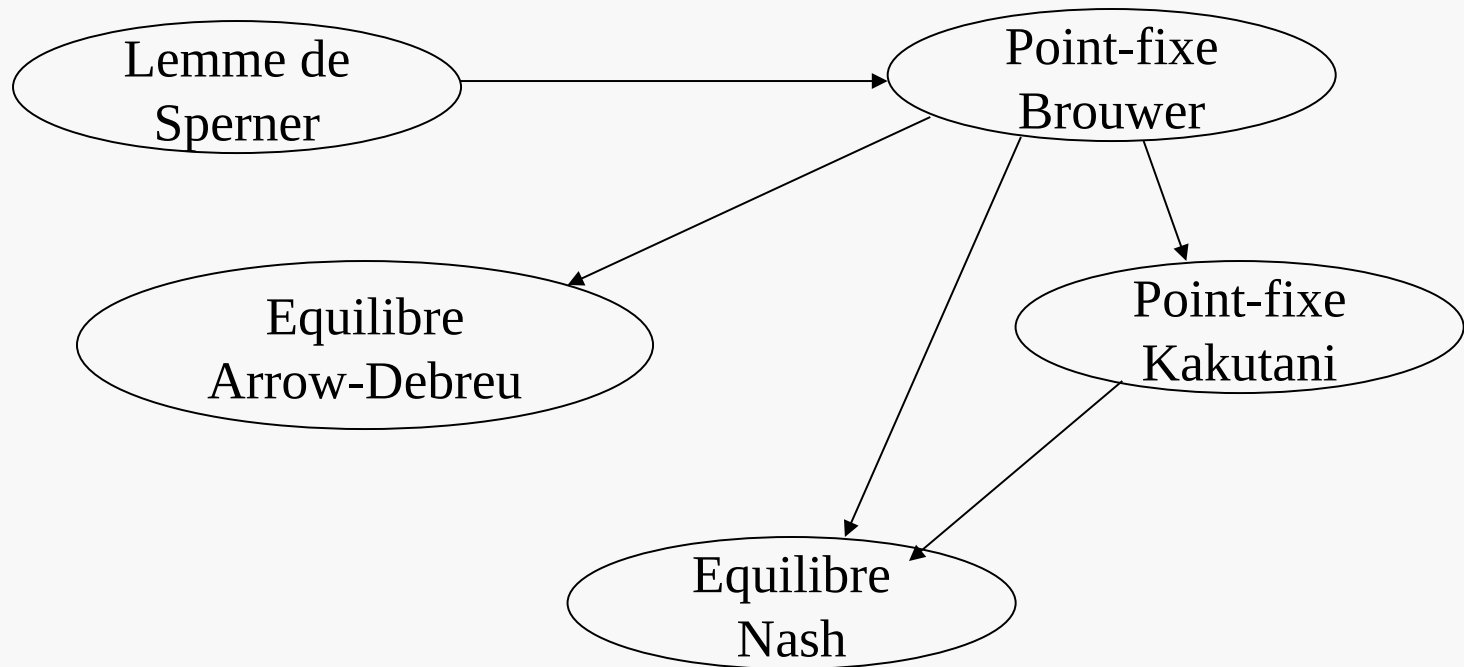 Lemme de
Sperner
Point-fixe
Brouwer
Equilibre
Arrow-Debreu
Point-fixe
Kakutani
Equilibre
Nash